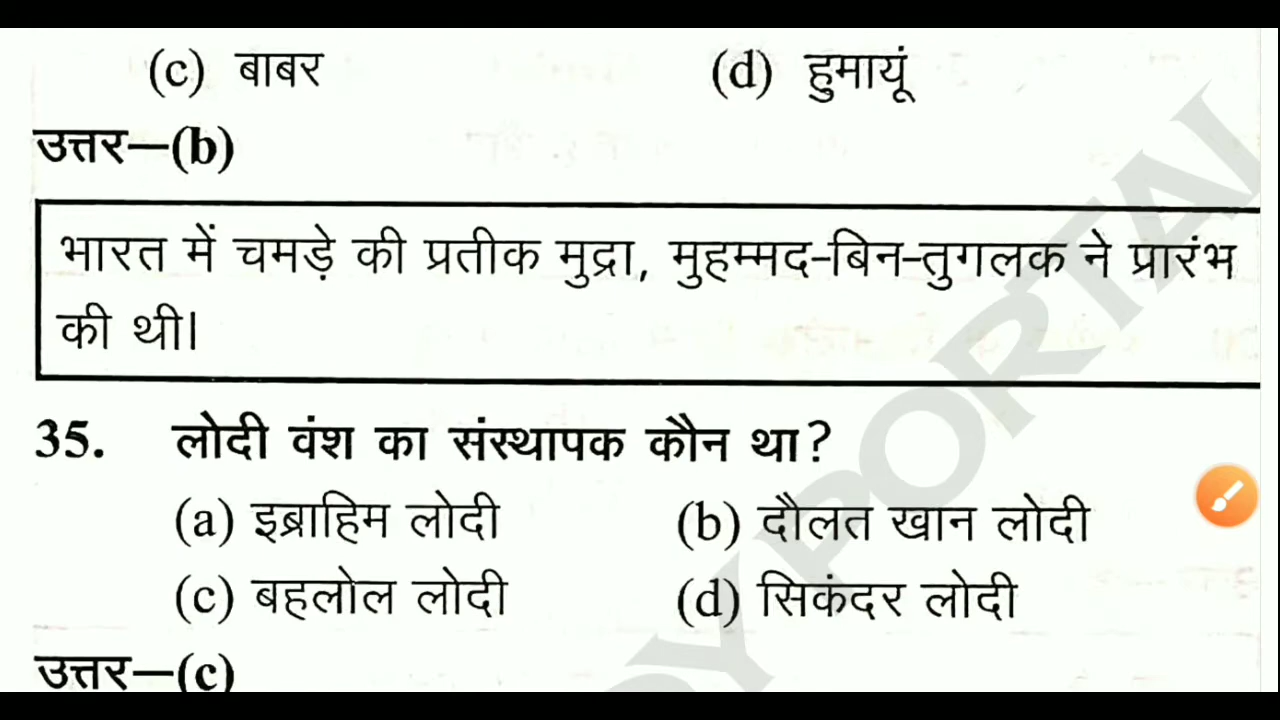 (c) बाबर (d) हुमायूं
उत्तर—(b)
भारत में चमड़े की प्रतीक मुद्रा, मुहम्मद-बिन-तुगलक ने प्रारंभ
की थी।
35. लोदी वंश का संस्थापक कौन था?
(a) इब्राहिम लोदी (b) दौलत खान लोदी
(c) बहलोल लोदी (d) सिकंदर लोदी
उत्तर—(c)